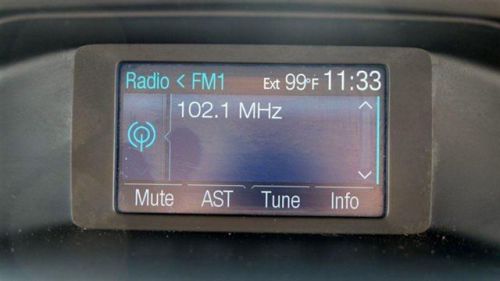 Radio < FM1 Ext 99°F 11:33
102.1 MHz
Mute AST Tune Info